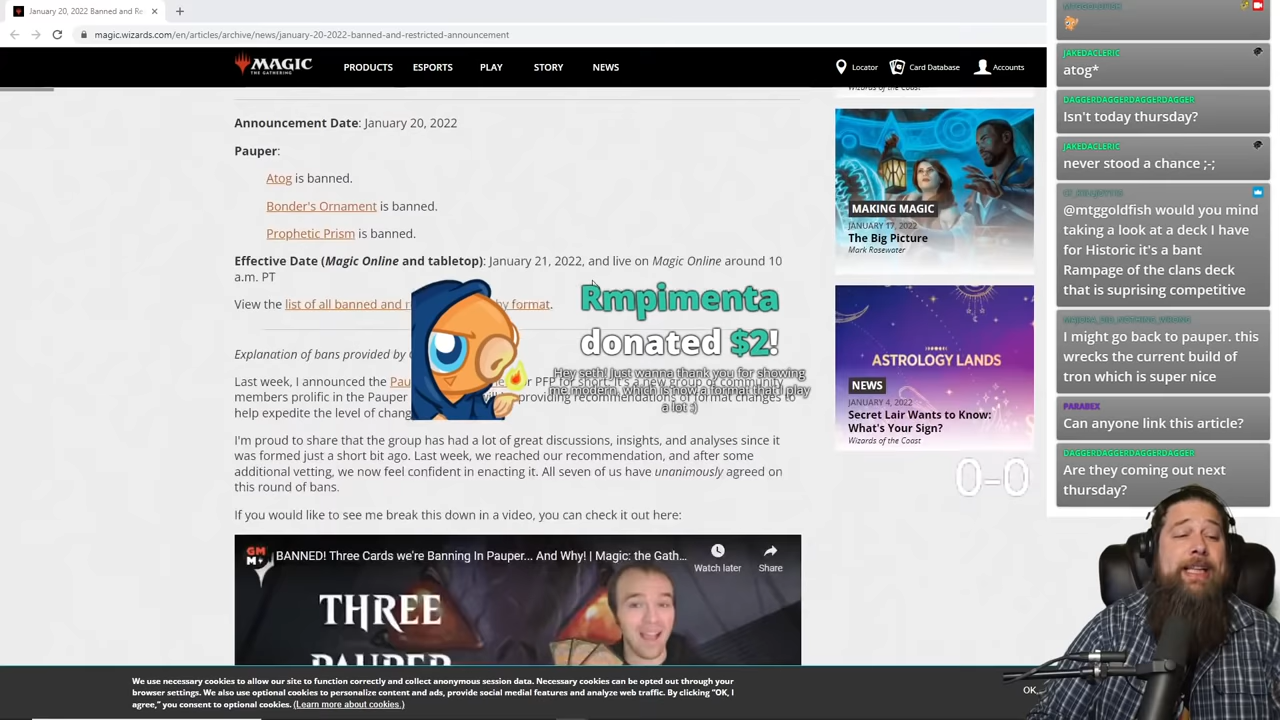 January 20, 2022 Banned and Re
magic.wizards.com/en/articles/archive/news/january-20-2022-banned-and-restricted-announcement
MAGIC
THE GATHERING
PRODUCTS
ESPORTS
PLAY
STORY
NEWS
Locator
Card Database
Accounts
Announcement Date: January 20, 2022
Pauper:
Atog is banned.
Bonder's Ornament is banned.
Prophetic Prism is banned.
Effective Date (Magic Online and tabletop): January 21, 2022, and live on Magic Online around 10
a.m. PT
View the list of all banned and r by format.
Explanation of bans provided by
Last week, I announced the Pau or PFP for short. It's a new group of community
members prolific in the Pauper providing recommendations of format changes to
help expedite the level of chang
I'm proud to share that the group has had a lot of great discussions, insights, and analyses since it
was formed just a short bit ago. Last week, we reached our recommendation, and after some
additional vetting, we now feel confident in enacting it. All seven of us have unanimously agreed on
this round of bans.
If you would like to see me break this down in a video, you can check it out here:
Rmpimenta
donated $2!
Hey seth! just wanna thank you for showing
me modern, which is now a format that I play
a lot :)
GM
M+
BANNED! Three Cards we're Banning In Pauper... And Why! | Magic: the Gath...
Watch later
Share
THREE
PAUPER
Wizards of the Coast
MAKING MAGIC
JANUARY 17, 2022
The Big Picture
Mark Rosewater
ASTROLOGY LANDS
NEWS
JANUARY 4, 2022
Secret Lair Wants to Know:
What's Your Sign?
Wizards of the Coast
0-0
We use necessary cookies to allow our site to function correctly and collect anonymous session data. Necessary cookies can be opted out through your
browser settings. We also use optional cookies to personalize content and ads, provide social medial features and analyze web traffic. By clicking "OK, I
agree," you consent to optional cookies. (Learn more about cookies.)
OK,
MTGGOLDFISH
JAKEDACLERIC
atog*
DAGGERDAGGERDAGGERDAGGER
Isn't today thursday?
JAKEDACLERIC
never stood a chance ;-;
@mtggoldfish would you mind
taking a look at a deck I have
for Historic it's a bant
Rampage of the clans deck
that is suprising competitive
I might go back to pauper. this
wrecks the current build of
tron which is super nice
PARABEX
Can anyone link this article?
DAGGERDAGGERDAGGERDAGGER
Are they coming out next
thursday?